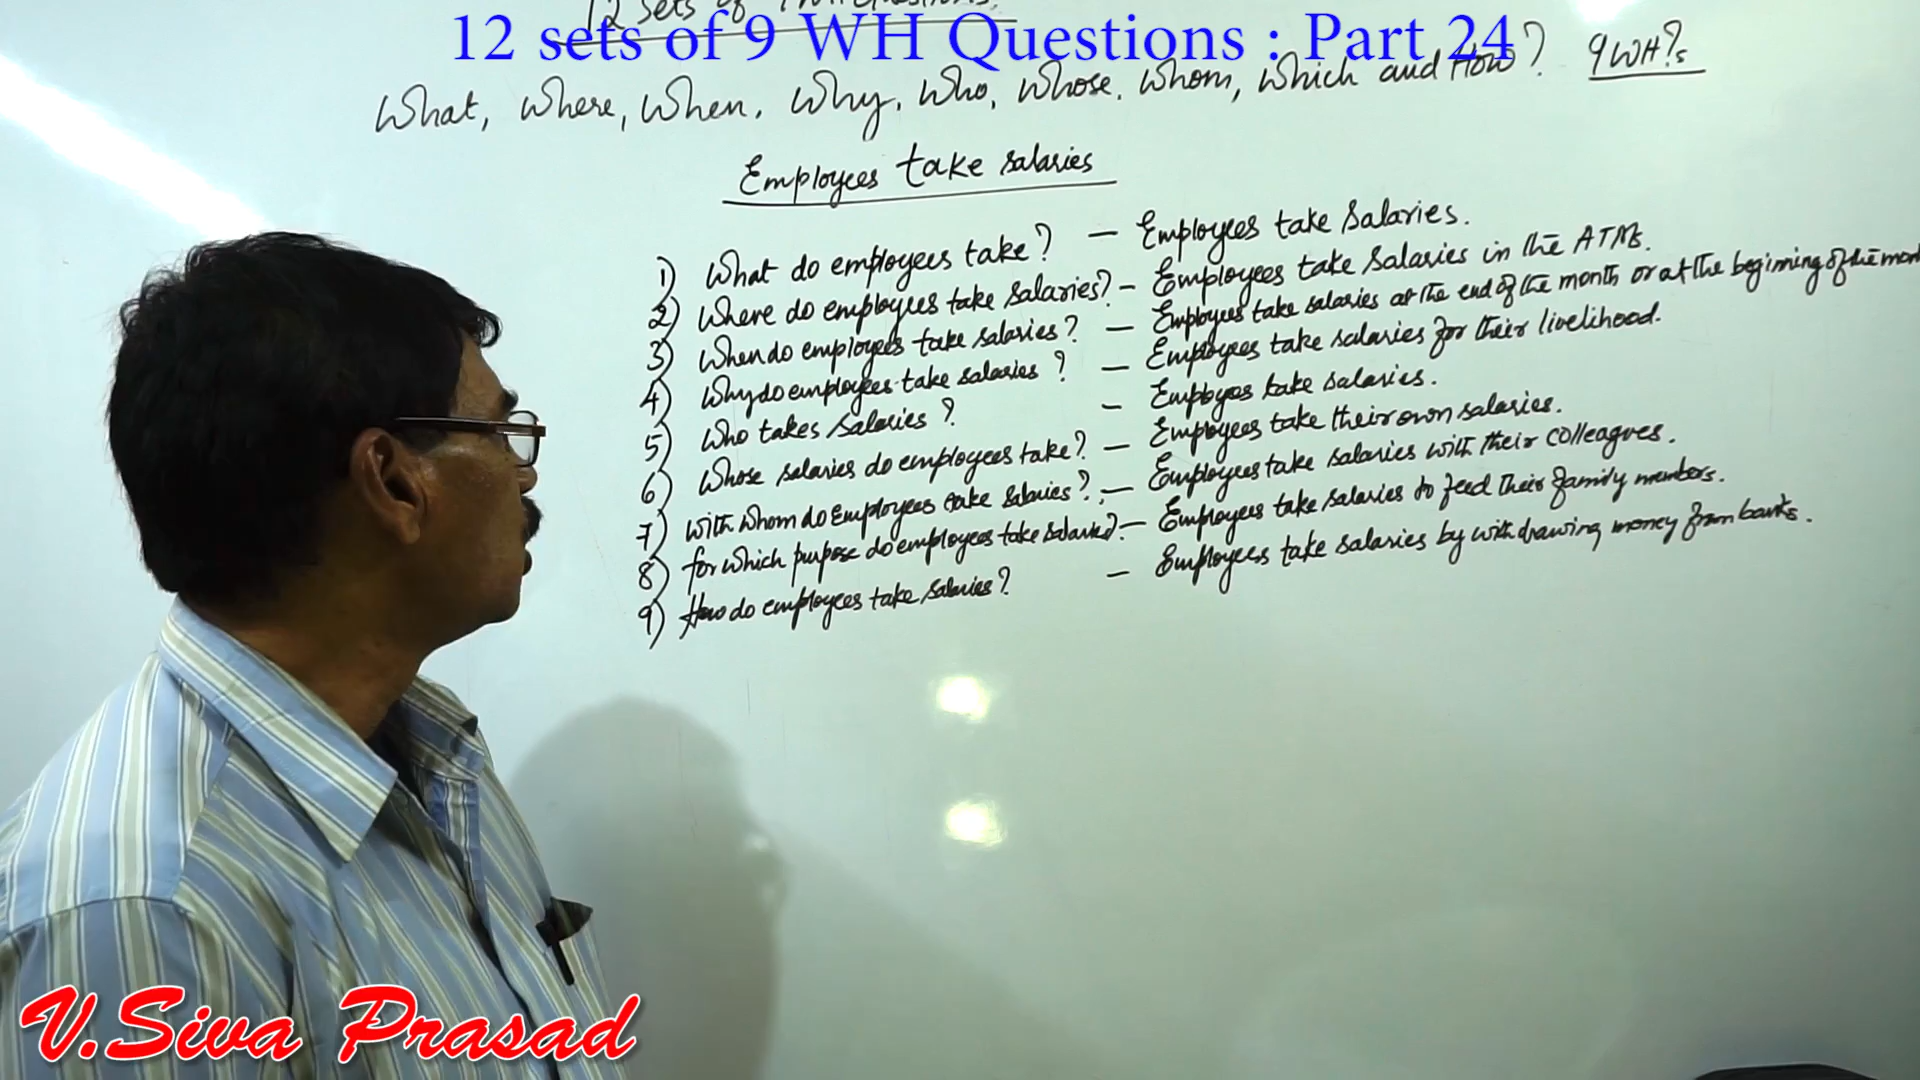 12 sets of WH Questions.
12 sets of 9 WH Questions : Part 24
What, Where, When, Why, Who, Whose, Whom, Which and How? 9 WH?s
Employees take salaries
1) What do employees take? – Employees take Salaries.
2) Where do employees take salaries? – Employees take salaries in the ATMs.
3) When do employees take salaries? – Employees take salaries at the end of the month or at the beginning of the mon
4) Why do employees take salaries? – Employees take salaries for their livelihood.
5) Who takes salaries? – Employees take salaries.
6) Whose salaries do employees take? – Employees take their own salaries.
7) With whom do Employees take salaries? – Employees take salaries with their colleagues.
8) for which purpose do employees take salaries? – Employees take salaries to feed their family members.
9) How do employees take salaries? – Employees take salaries by withdrawing money from banks.
V.Siva Prasad